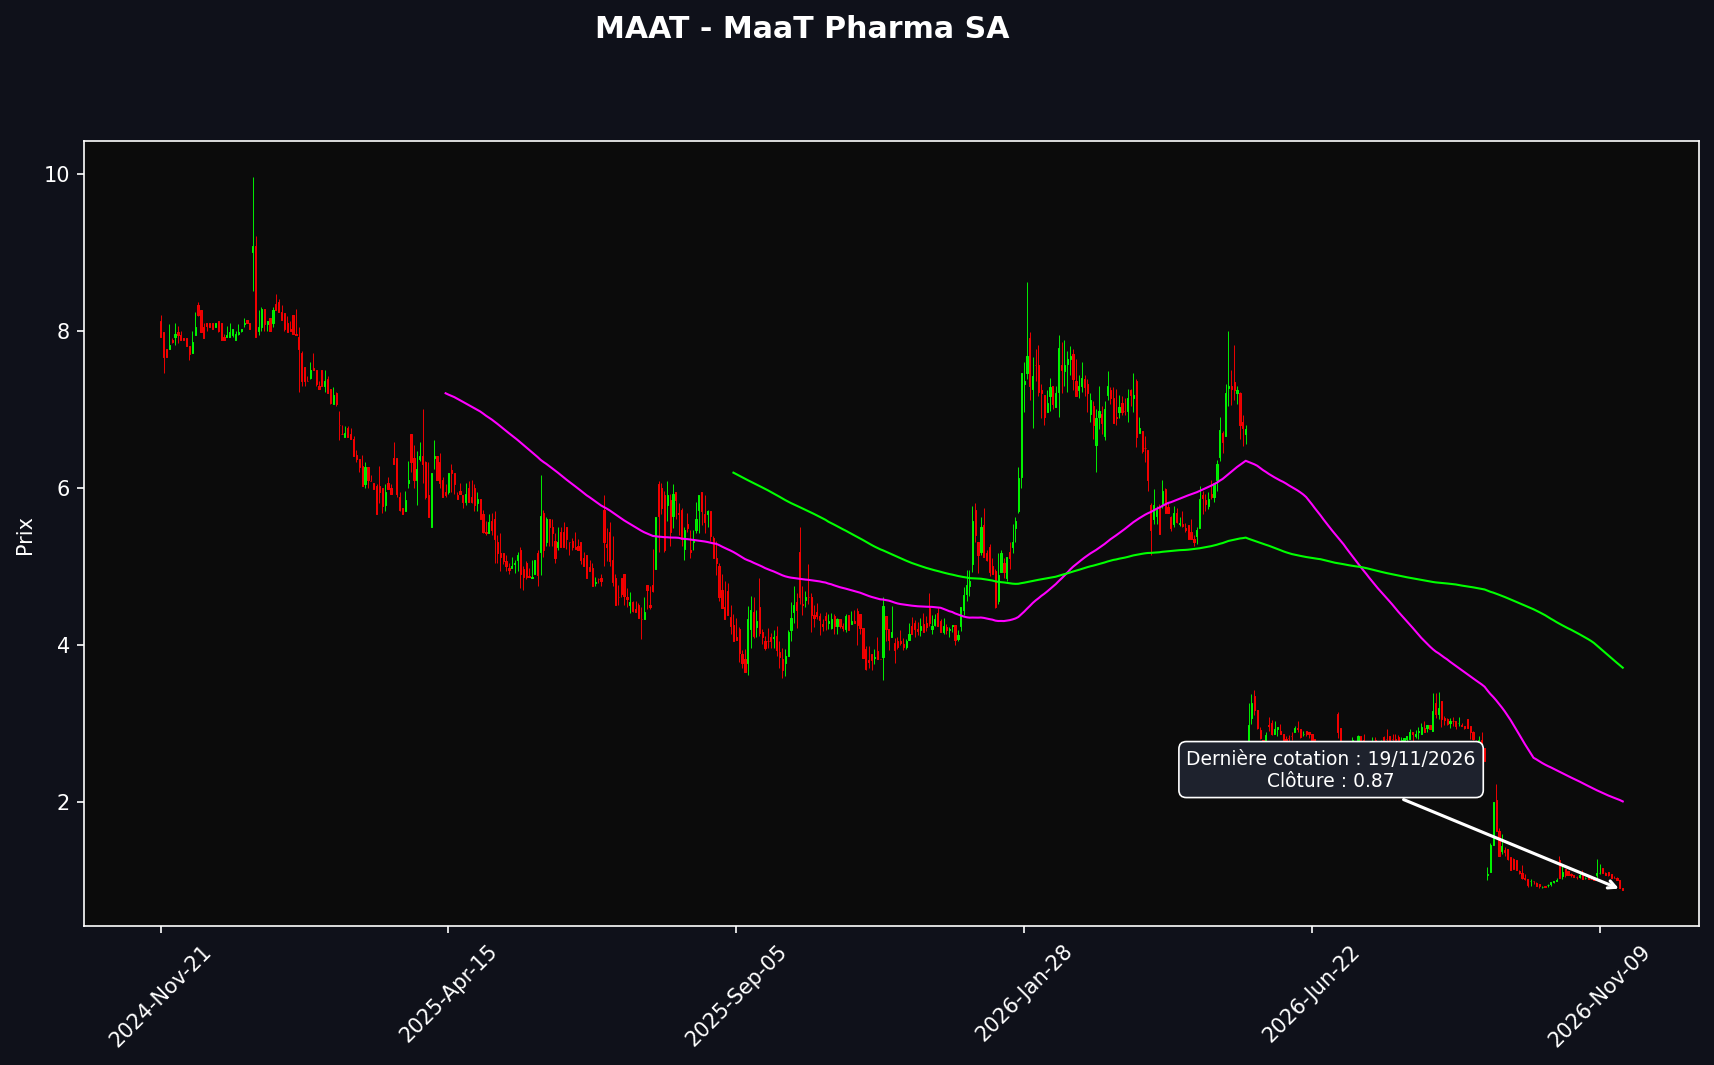 MAAT - MaaT Pharma SA
Prix
10
8
6
4
2
Dernière cotation : 19/11/2026
Clôture : 0.87
2024-Nov-21
2025-Apr-15
2025-Sep-05
2026-Jan-28
2026-Jun-22
2026-Nov-09